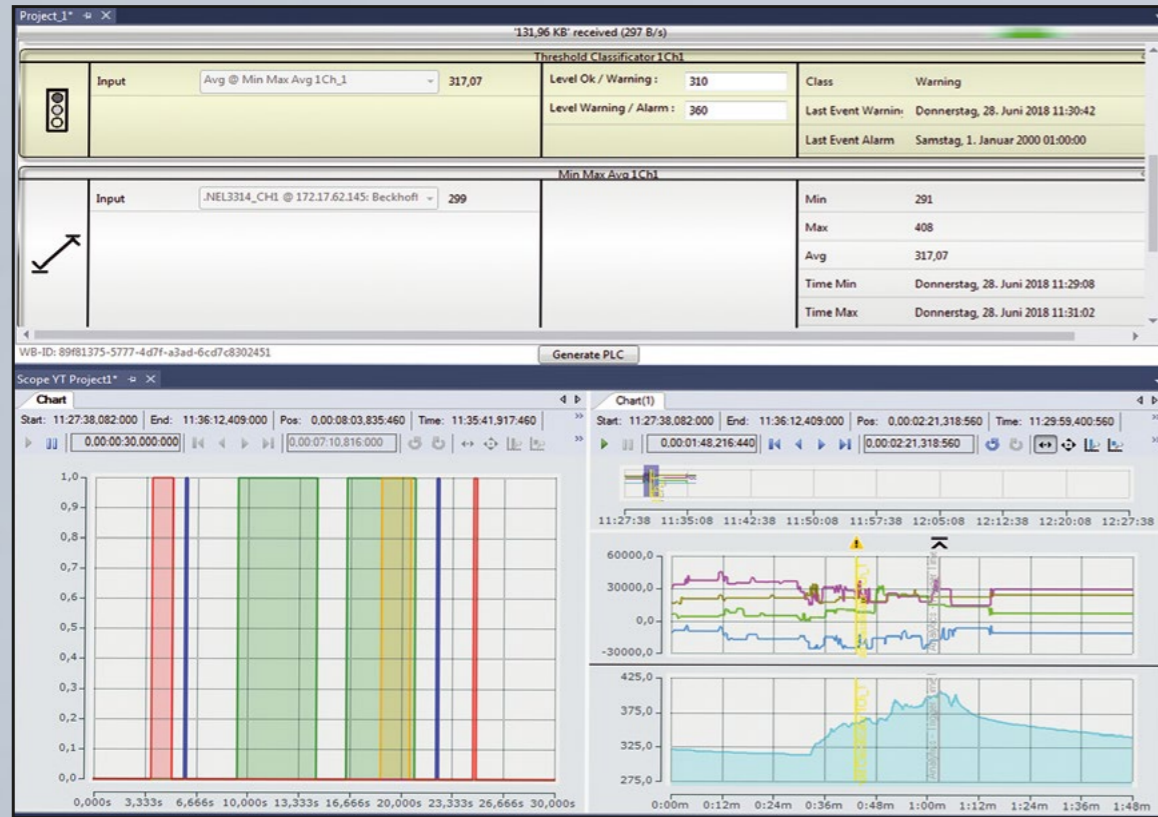 Project_1*
'131,96 KB' received (297 B/s)
Threshold Classificator 1Ch1
Input Avg @ Min Max Avg 1Ch_1 317,07 Level Ok / Warning : 310 Class Warning
Level Warning / Alarm : 360 Last Event Warnin Donnerstag, 28. Juni 2018 11:30:42
Last Event Alarm Samstag, 1. Januar 2000 01:00:00
Min Max Avg 1Ch1
Input .NEL3314_CH1 @ 172.17.62.145: Beckhoff 299 Min 291
Max 408
Avg 317,07
Time Min Donnerstag, 28. Juni 2018 11:29:08
Time Max Donnerstag, 28. Juni 2018 11:31:02
WB-ID: 89f81375-5777-4d7f-a3ad-6cd7c8302451
Generate PLC
Scope YT Project1*
Chart
Start: 11:27:38,082:000 End: 11:36:12,409:000 Pos: 0,00:08:03,835:460 Time: 11:35:41,917:460
0,00:00:30,000:000 0,00:07:10,816:000
1,0
0,9
0,8
0,7
0,6
0,5
0,4
0,3
0,2
0,1
0,0
0,000s 3,333s 6,666s 10,000s 13,333s 16,666s 20,000s 23,333s 26,666s 30,000s
Chart(1)
Start: 11:27:38,082:000 End: 11:36:12,409:000 Pos: 0,00:02:21,318:560 Time: 11:29:59,400:560
0,00:01:48,216:440 0,00:02:21,318:560
11:27:38 11:35:08 11:42:38 11:50:08 11:57:38 12:05:08 12:12:38 12:20:08 12:27:38
60000,0
30000,0
0,0
-30000,0
425,0
375,0
325,0
275,0
0:00m 0:12m 0:24m 0:36m 0:48m 1:00m 1:12m 1:24m 1:36m 1:48m